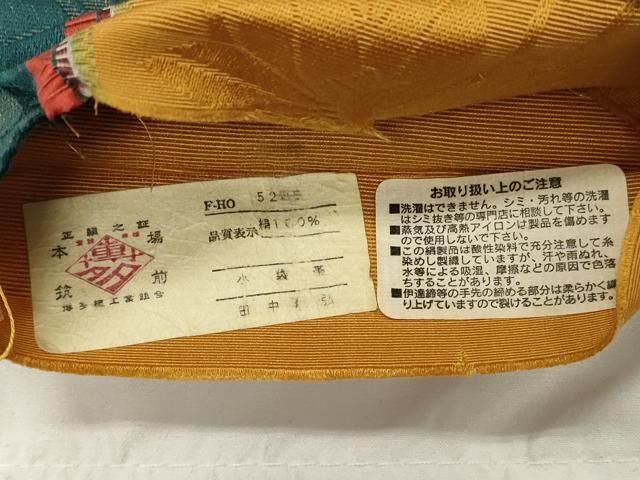 正絹之証
本場
筑前
博多織工業組合
F-HO 52
品質表示 絹100%
小袋帯
田中
お取り扱い上のご注意
■洗濯はできません。シミ・汚れ等の洗濯
はシミ抜き等の専門店に相談して下さい。
■蒸気及び高熱アイロンは製品を傷めます
ので使用しないで下さい。
■この絹製品は酸性染料で充分注意して糸
染めし製織していますが、汗や雨ぬれ、
水等による吸湿、摩擦などの原因で色落
ちすることがあります。
■伊達締等の手先の締める部分は柔らかく織
り上げていますので裂けることがあります。